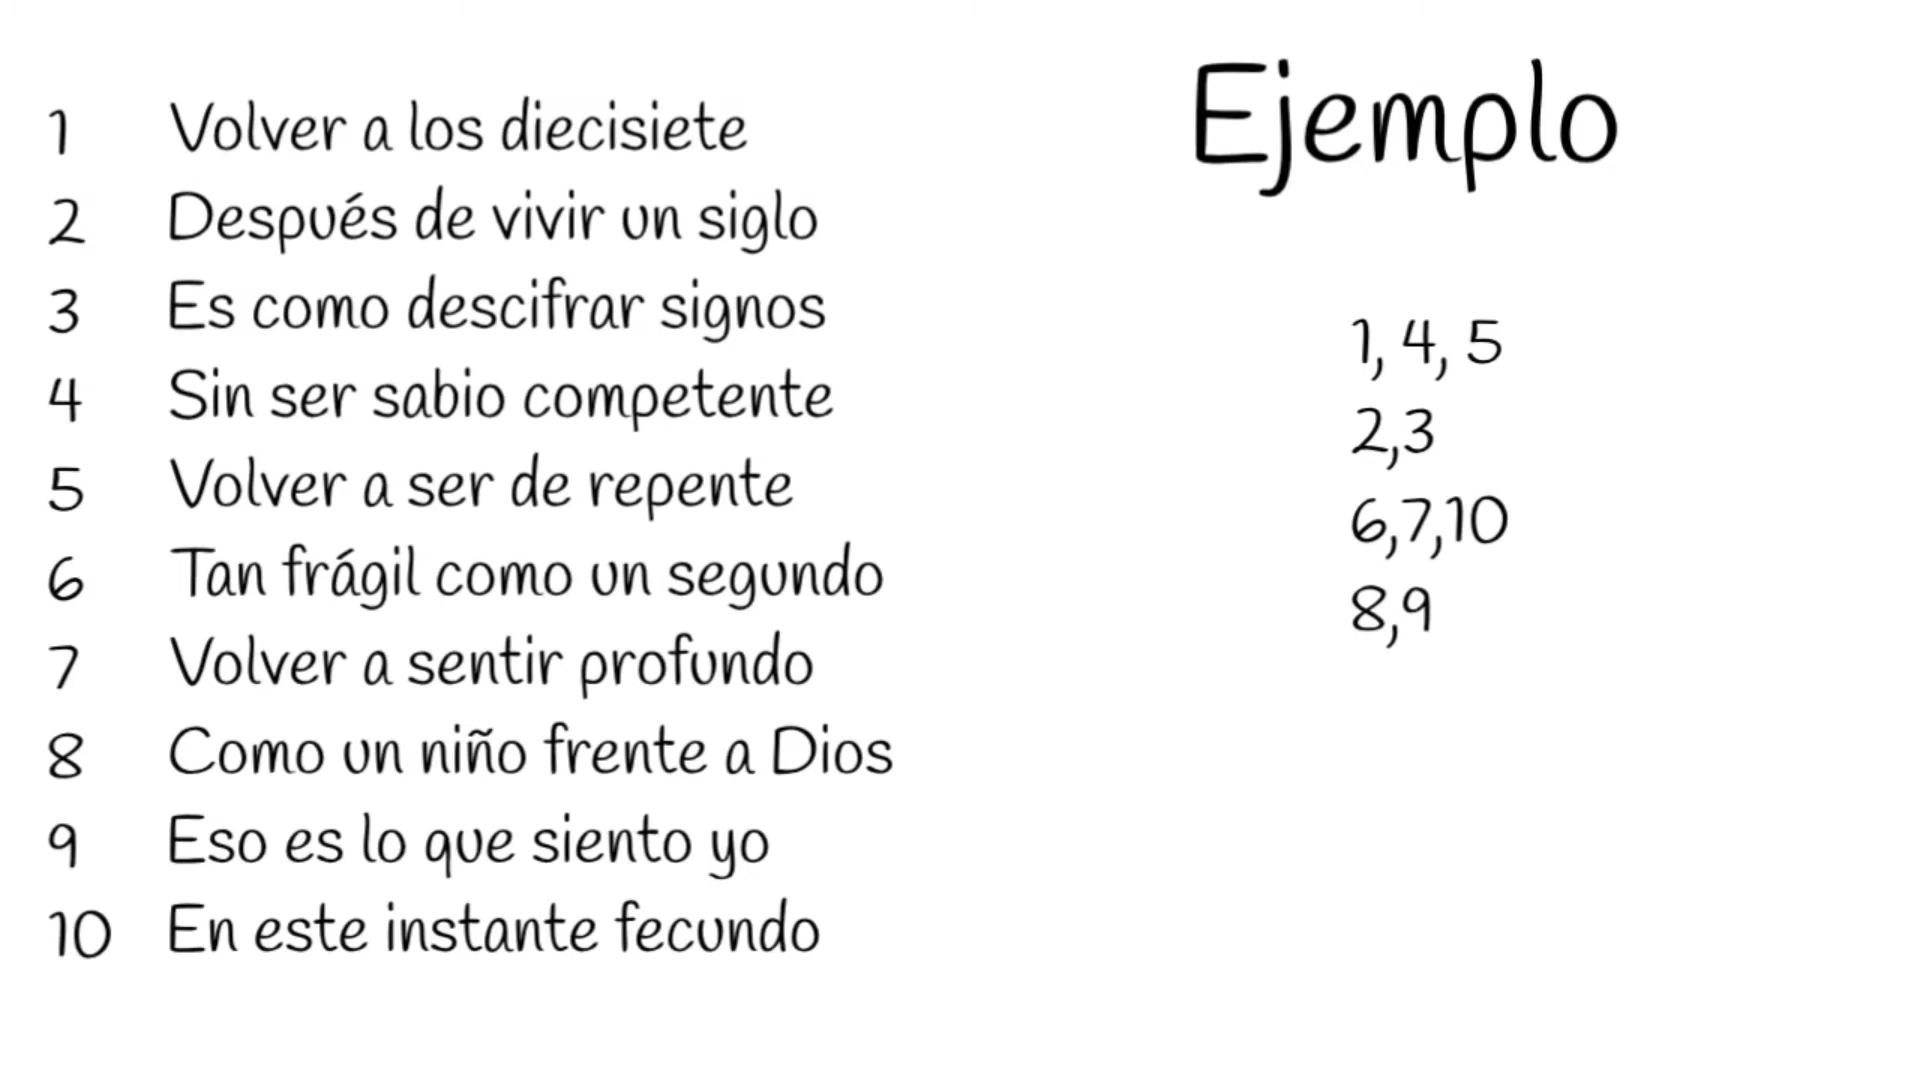 1 Volver a los diecisiete
2 Después de vivir un siglo
3 Es como descifrar signos
4 Sin ser sabio competente
5 Volver a ser de repente
6 Tan frágil como un segundo
7 Volver a sentir profundo
8 Como un niño frente a Dios
9 Eso es lo que siento yo
10 En este instante fecundo
Ejemplo
1, 4, 5
2,3
6,7,10
8,9